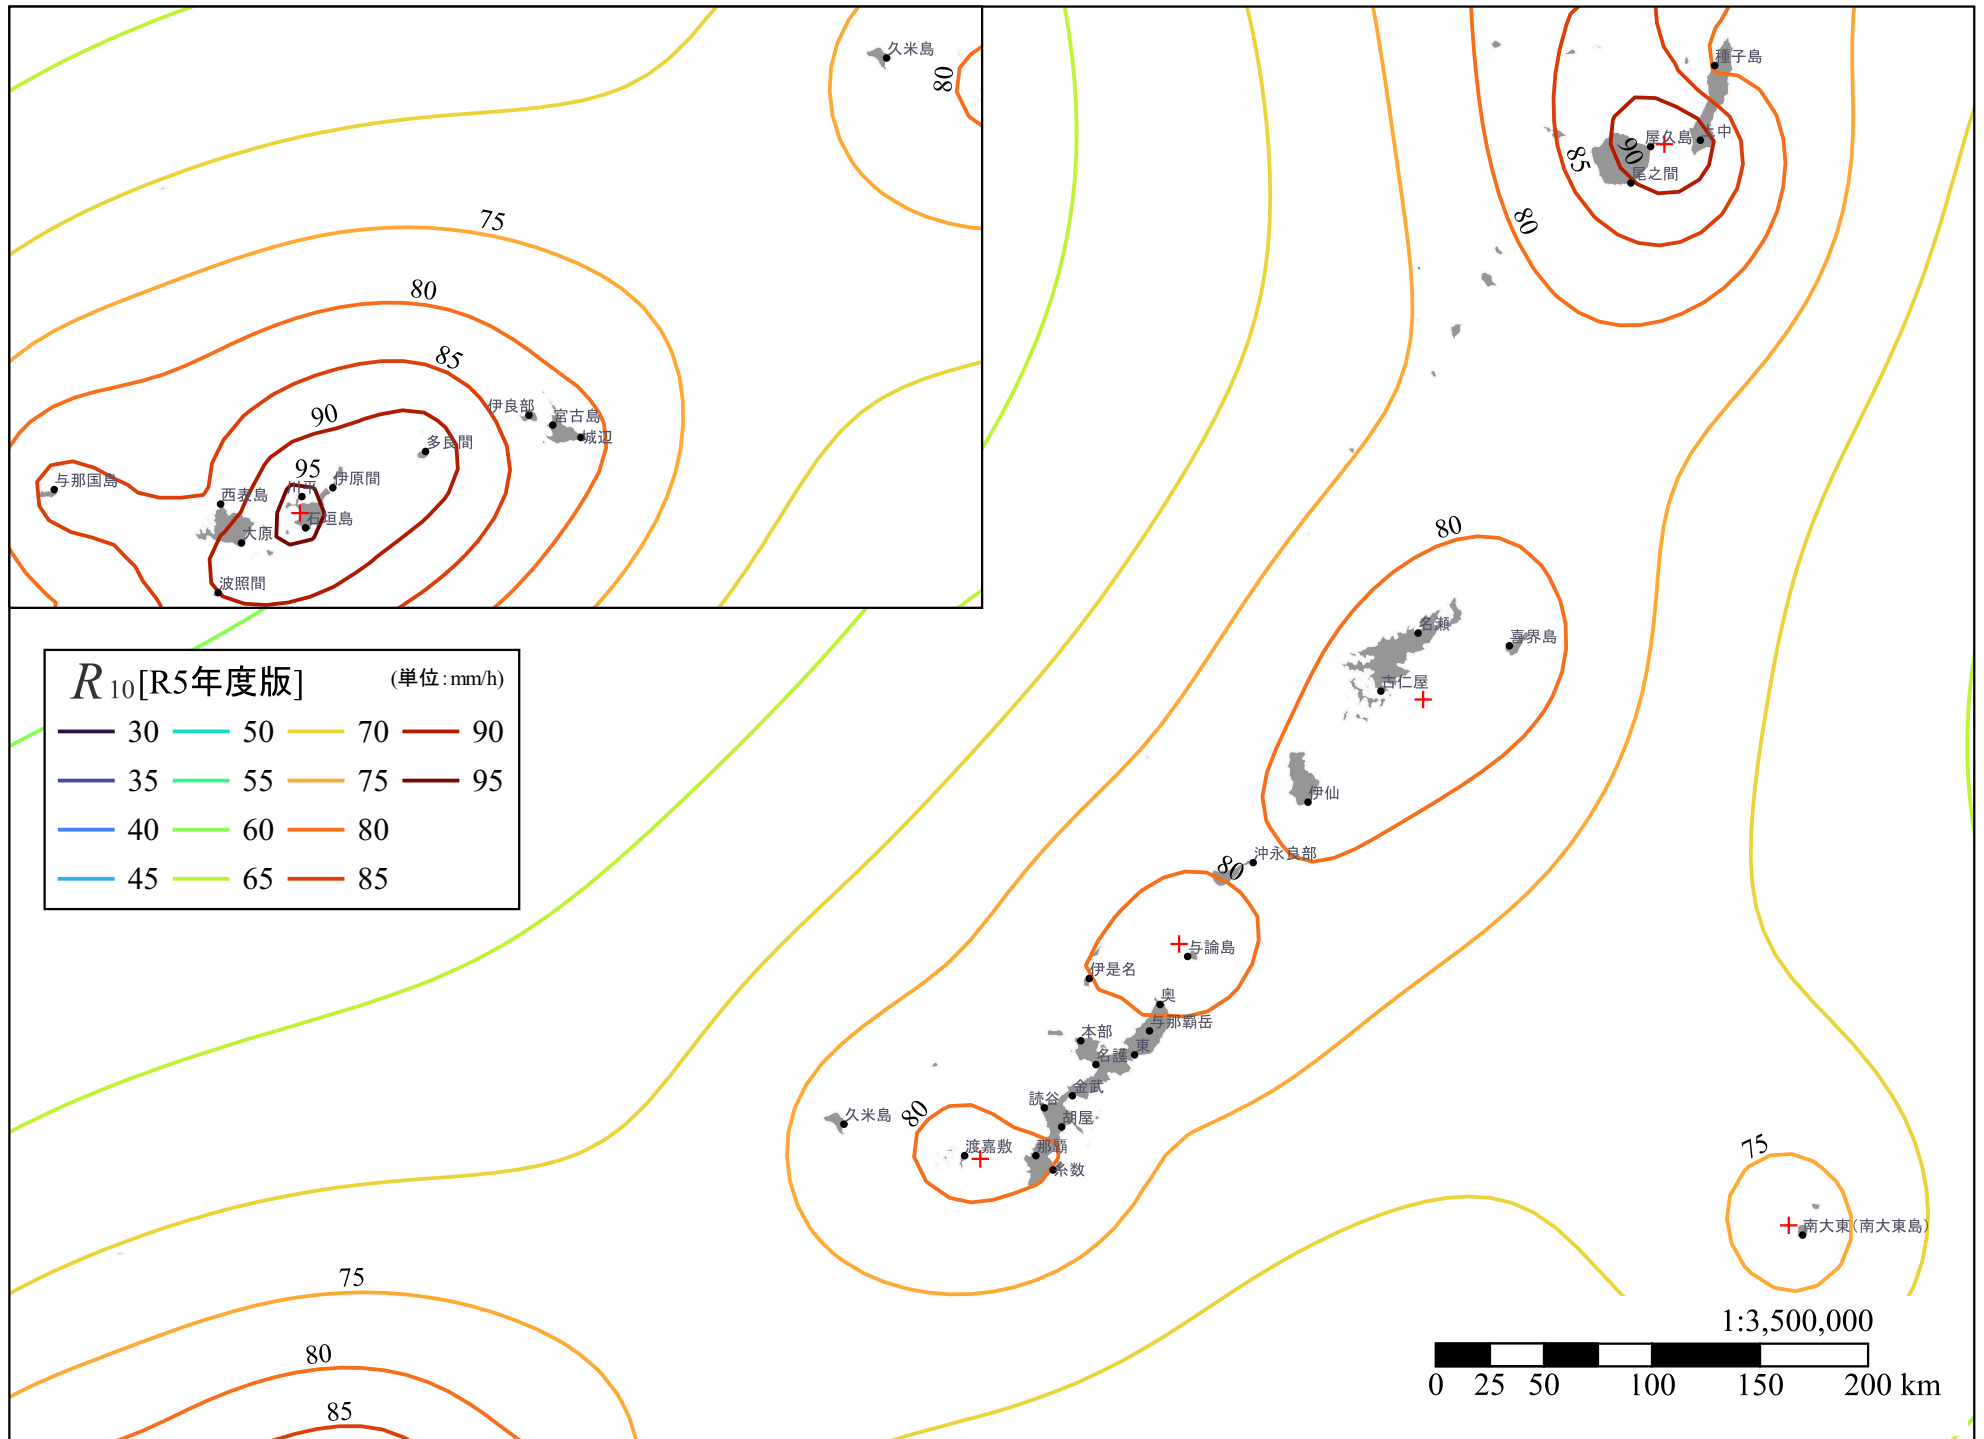 久米島
80
75
80
85
90
95
伊良部
宮古島
城辺
多良間
伊原間
川平
石垣島
与那国島
西表島
大原
波照間
R 10 [R5年度版] (単位:mm/h)
30 50 70 90
35 55 75 95
40 60 80
45 65 85
種子島
上中
屋久島
90
85
尾之間
80
80
名瀬
喜界島
古仁屋
伊仙
沖永良部
80
与論島
伊是名
奥
与那覇岳
本部
東
名護
金武
読谷
胡屋
久米島
80
渡嘉敷
那覇
糸数
75
南大東(南大東島)
75
80
85
1:3,500,000
0 25 50 100 150 200 km